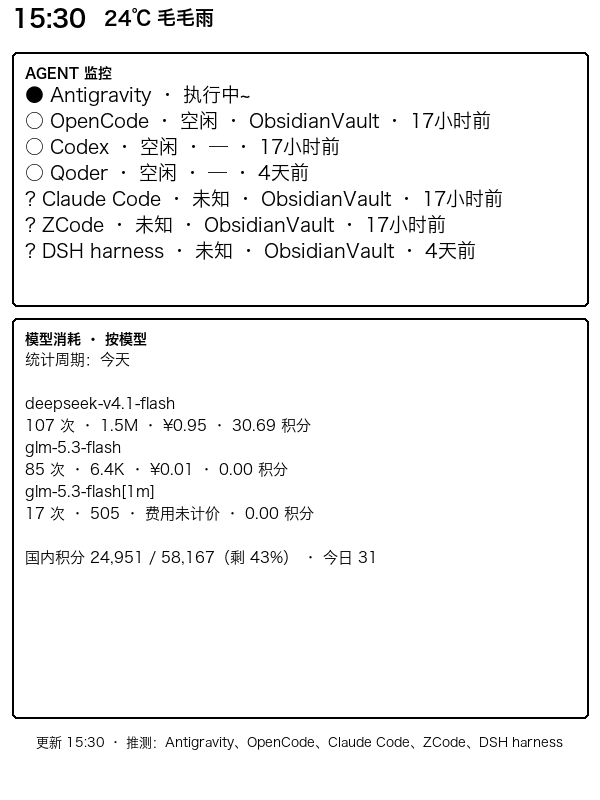 15:30 24℃ 毛毛雨
AGENT 监控
● Antigravity · 执行中~
○ OpenCode · 空闲 · ObsidianVault · 17小时前
○ Codex · 空闲 · — · 17小时前
○ Qoder · 空闲 · — · 4天前
? Claude Code · 未知 · ObsidianVault · 17小时前
? ZCode · 未知 · ObsidianVault · 17小时前
? DSH harness · 未知 · ObsidianVault · 4天前
模型消耗 · 按模型
统计周期：今天
deepseek-v4.1-flash
107 次 · 1.5M · ¥0.95 · 30.69 积分
glm-5.3-flash
85 次 · 6.4K · ¥0.01 · 0.00 积分
glm-5.3-flash[1m]
17 次 · 505 · 费用未计价 · 0.00 积分
国内积分 24,951 / 58,167（剩 43%） · 今日 31
更新 15:30 · 推测：Antigravity、OpenCode、Claude Code、ZCode、DSH harness